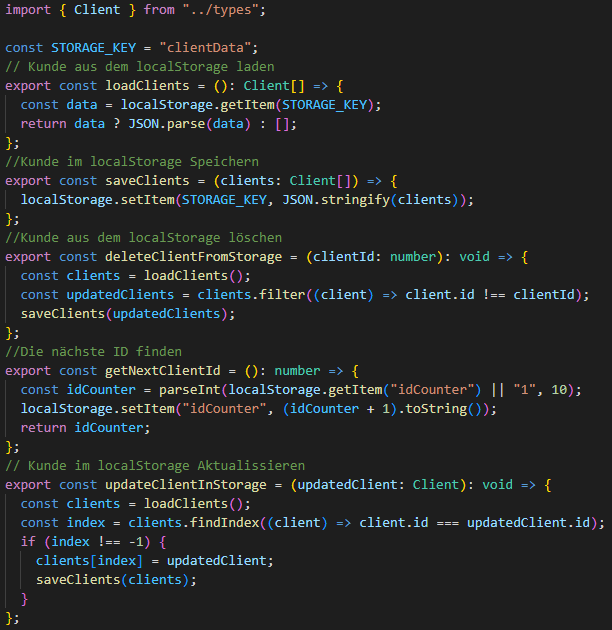 import { Client } from "../types";
const STORAGE_KEY = "clientData";
// Kunde aus dem localStorage laden
export const loadClients = (): Client[] => {
  const data = localStorage.getItem(STORAGE_KEY);
  return data ? JSON.parse(data) : [];
};
//Kunde im localStorage Speichern
export const saveClients = (clients: Client[]) => {
  localStorage.setItem(STORAGE_KEY, JSON.stringify(clients));
};
//Kunde aus dem localStorage löschen
export const deleteClientFromStorage = (clientId: number): void => {
  const clients = loadClients();
  const updatedClients = clients.filter((client) => client.id !== clientId);
  saveClients(updatedClients);
};
//Die nächste ID finden
export const getNextClientId = (): number => {
  const idCounter = parseInt(localStorage.getItem("idCounter") || "1", 10);
  localStorage.setItem("idCounter", (idCounter + 1).toString());
  return idCounter;
};
// Kunde im localStorage Aktualissieren
export const updateClientInStorage = (updatedClient: Client): void => {
  const clients = loadClients();
  const index = clients.findIndex((client) => client.id === updatedClient.id);
  if (index !== -1) {
    clients[index] = updatedClient;
    saveClients(clients);
  }
};